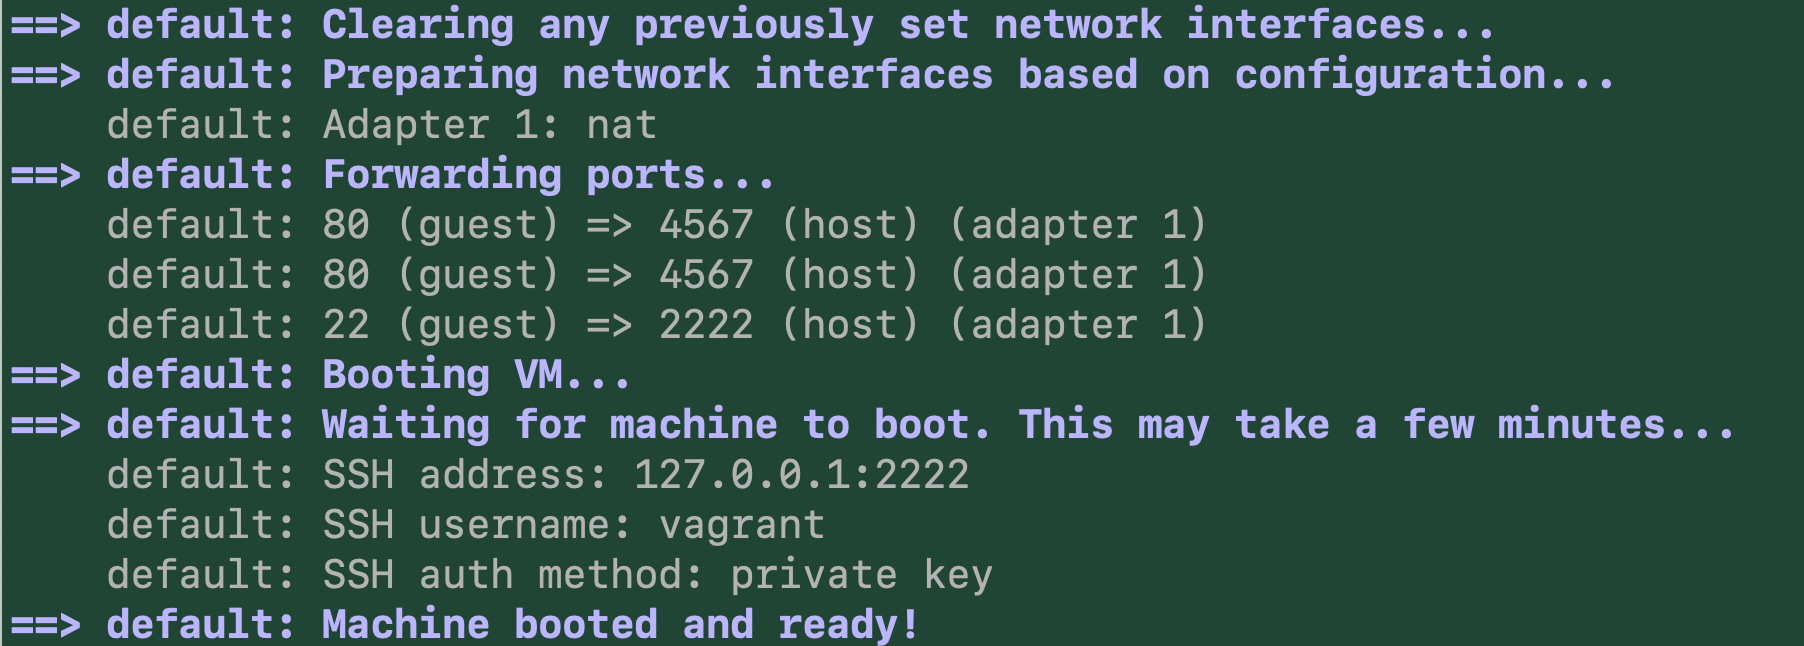 ==> default: Clearing any previously set network interfaces...
==> default: Preparing network interfaces based on configuration...
    default: Adapter 1: nat
==> default: Forwarding ports...
    default: 80 (guest) => 4567 (host) (adapter 1)
    default: 80 (guest) => 4567 (host) (adapter 1)
    default: 22 (guest) => 2222 (host) (adapter 1)
==> default: Booting VM...
==> default: Waiting for machine to boot. This may take a few minutes...
    default: SSH address: 127.0.0.1:2222
    default: SSH username: vagrant
    default: SSH auth method: private key
==> default: Machine booted and ready!